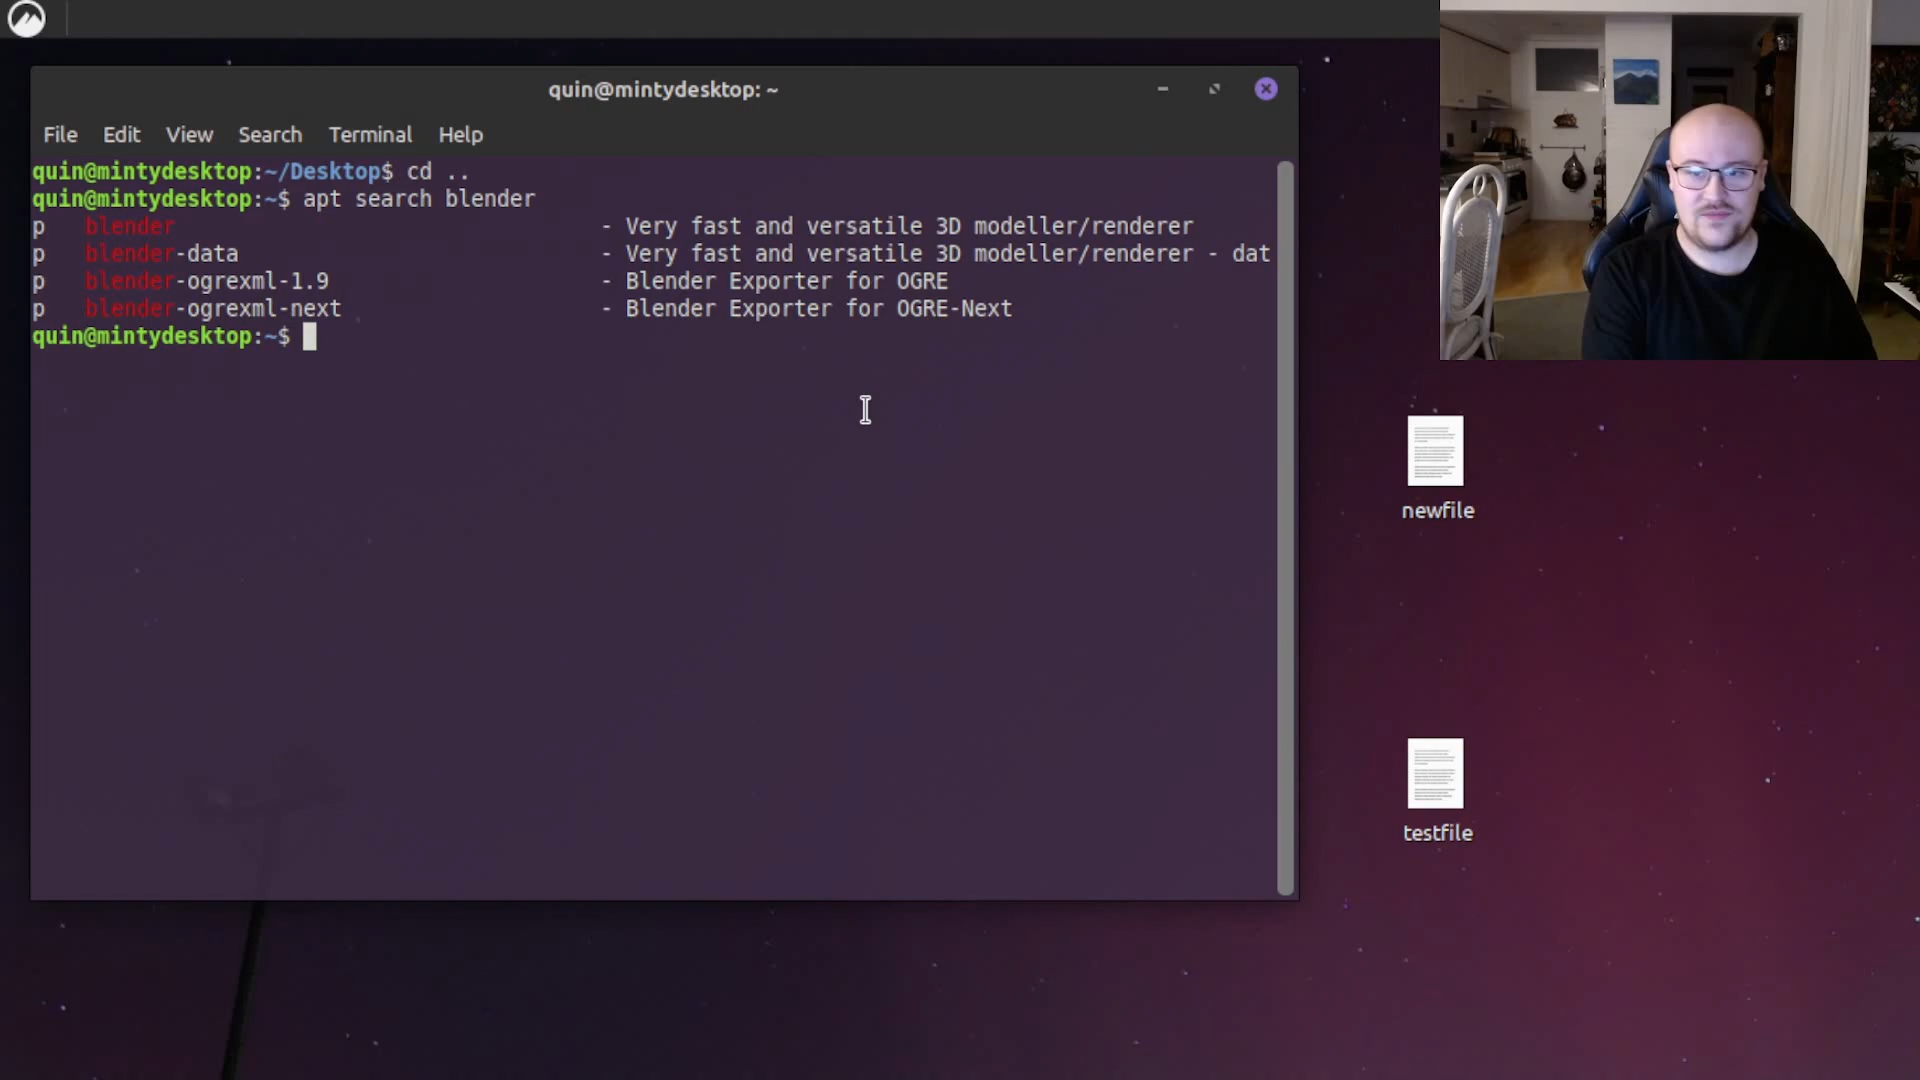 quin@mintydesktop: ~
File Edit View Search Terminal Help
quin@mintydesktop:~/Desktop$ cd ..
quin@mintydesktop:~$ apt search blender
p blender - Very fast and versatile 3D modeller/renderer
p blender-data - Very fast and versatile 3D modeller/renderer - dat
p blender-ogrexml-1.9 - Blender Exporter for OGRE
p blender-ogrexml-next - Blender Exporter for OGRE-Next
quin@mintydesktop:~$
newfile
testfile